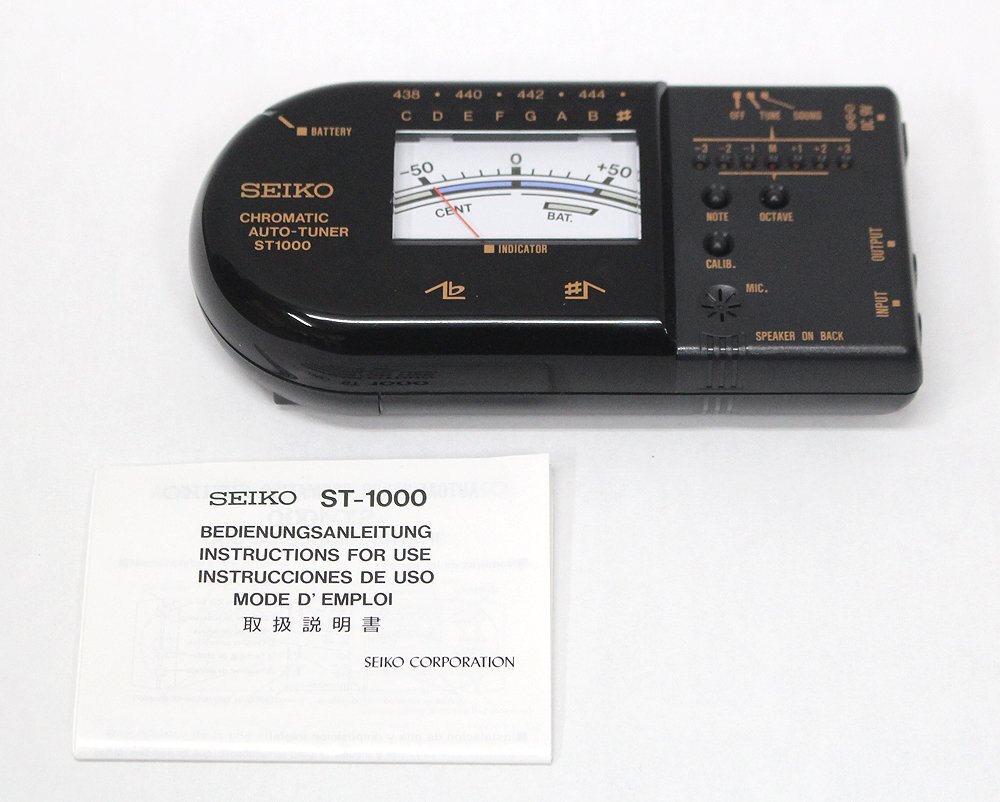 438 • 440 • 442 • 444 •
C D E F G A B #
BATTERY
SEIKO
CHROMATIC
AUTO-TUNER
ST1000
-50 0 +50
CENT
BAT.
INDICATOR
♭ #
OFF TUNE SOUND
DC 9V
-3 -2 -1 M +1 +2 +3
NOTE OCTAVE
CALIB.
MIC.
OUTPUT
INPUT
SPEAKER ON BACK
SEIKO ST-1000
BEDIENUNGSANLEITUNG
INSTRUCTIONS FOR USE
INSTRUCCIONES DE USO
MODE D' EMPLOI
取扱説明書
SEIKO CORPORATION